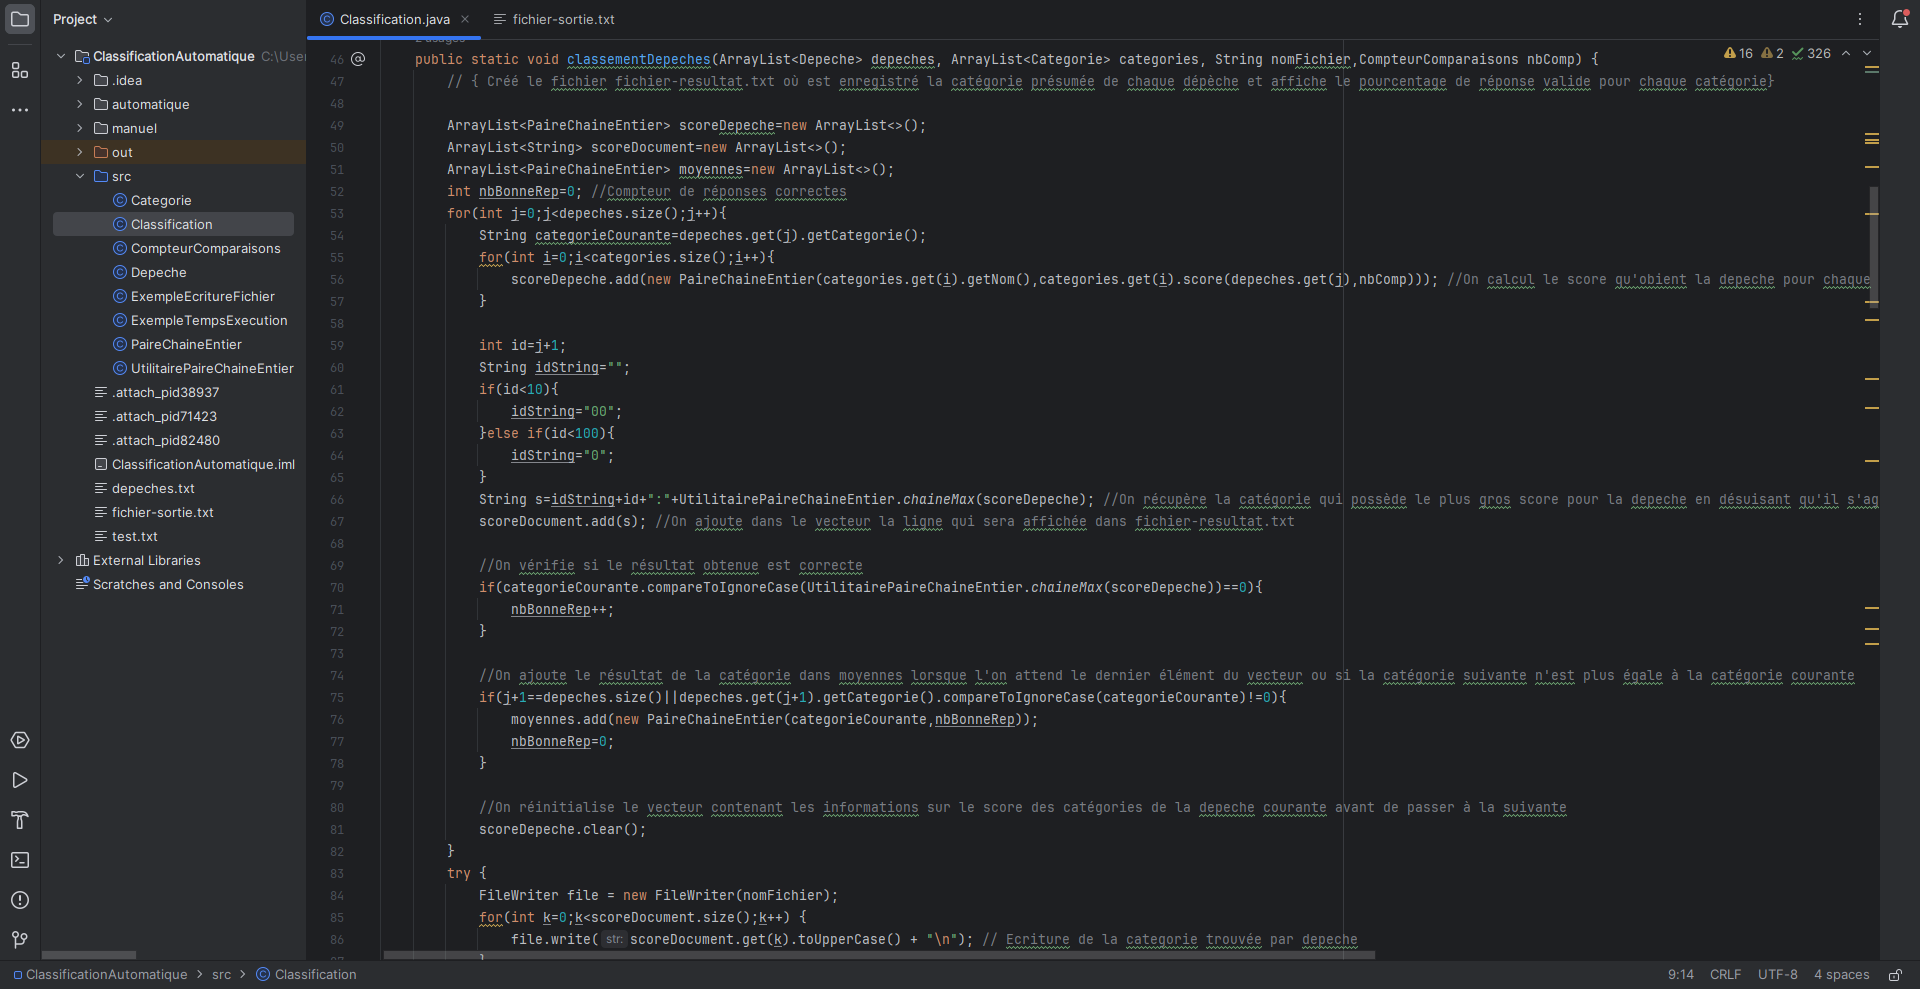 Project
Classification.java
fichier-sortie.txt
ClassificationAutomatique C:\User
.idea
automatique
manuel
out
src
Categorie
Classification
CompteurComparaisons
Depeche
ExempleEcritureFichier
ExempleTempsExecution
PaireChaineEntier
UtilitairePaireChaineEntier
.attach_pid38937
.attach_pid71423
.attach_pid82480
ClassificationAutomatique.iml
depeches.txt
fichier-sortie.txt
test.txt
External Libraries
Scratches and Consoles
2 usages
16 2 326
46 @ public static void classementDepeches(ArrayList<Depeche> depeches, ArrayList<Categorie> categories, String nomFichier,CompteurComparaisons nbComp) {
47 // { Créé le fichier fichier-resultat.txt où est enregistré la catégorie présumée de chaque dépèche et affiche le pourcentage de réponse valide pour chaque catégorie}
48
49 ArrayList<PaireChaineEntier> scoreDepeche=new ArrayList<>();
50 ArrayList<String> scoreDocument=new ArrayList<>();
51 ArrayList<PaireChaineEntier> moyennes=new ArrayList<>();
52 int nbBonneRep=0; //Compteur de réponses correctes
53 for(int j=0;j<depeches.size();j++){
54 String categorieCourante=depeches.get(j).getCategorie();
55 for(int i=0;i<categories.size();i++){
56 scoreDepeche.add(new PaireChaineEntier(categories.get(i).getNom(),categories.get(i).score(depeches.get(j),nbComp))); //On calcul le score qu'obient la depeche pour chaque
57 }
58
59 int id=j+1;
60 String idString="";
61 if(id<10){
62 idString="00";
63 }else if(id<100){
64 idString="0";
65 }
66 String s=idString+id+":"+UtilitairePaireChaineEntier.chaineMax(scoreDepeche); //On récupère la catégorie qui possède le plus gros score pour la depeche en désuisant qu'il s'ag
67 scoreDocument.add(s); //On ajoute dans le vecteur la ligne qui sera affichée dans fichier-resultat.txt
68
69 //On vérifie si le résultat obtenue est correcte
70 if(categorieCourante.compareToIgnoreCase(UtilitairePaireChaineEntier.chaineMax(scoreDepeche))==0){
71 nbBonneRep++;
72 }
73
74 //On ajoute le résultat de la catégorie dans moyennes lorsque l'on attend le dernier élément du vecteur ou si la catégorie suivante n'est plus égale à la catégorie courante
75 if(j+1==depeches.size()||depeches.get(j+1).getCategorie().compareToIgnoreCase(categorieCourante)!=0){
76 moyennes.add(new PaireChaineEntier(categorieCourante,nbBonneRep));
77 nbBonneRep=0;
78 }
79
80 //On réinitialise le vecteur contenant les informations sur le score des catégories de la depeche courante avant de passer à la suivante
81 scoreDepeche.clear();
82 }
83 try {
84 FileWriter file = new FileWriter(nomFichier);
85 for(int k=0;k<scoreDocument.size();k++) {
86 file.write( str: scoreDocument.get(k).toUpperCase() + "\n"); // Ecriture de la categorie trouvée par depeche
87 }
ClassificationAutomatique > src > Classification
9:14 CRLF UTF-8 4 spaces